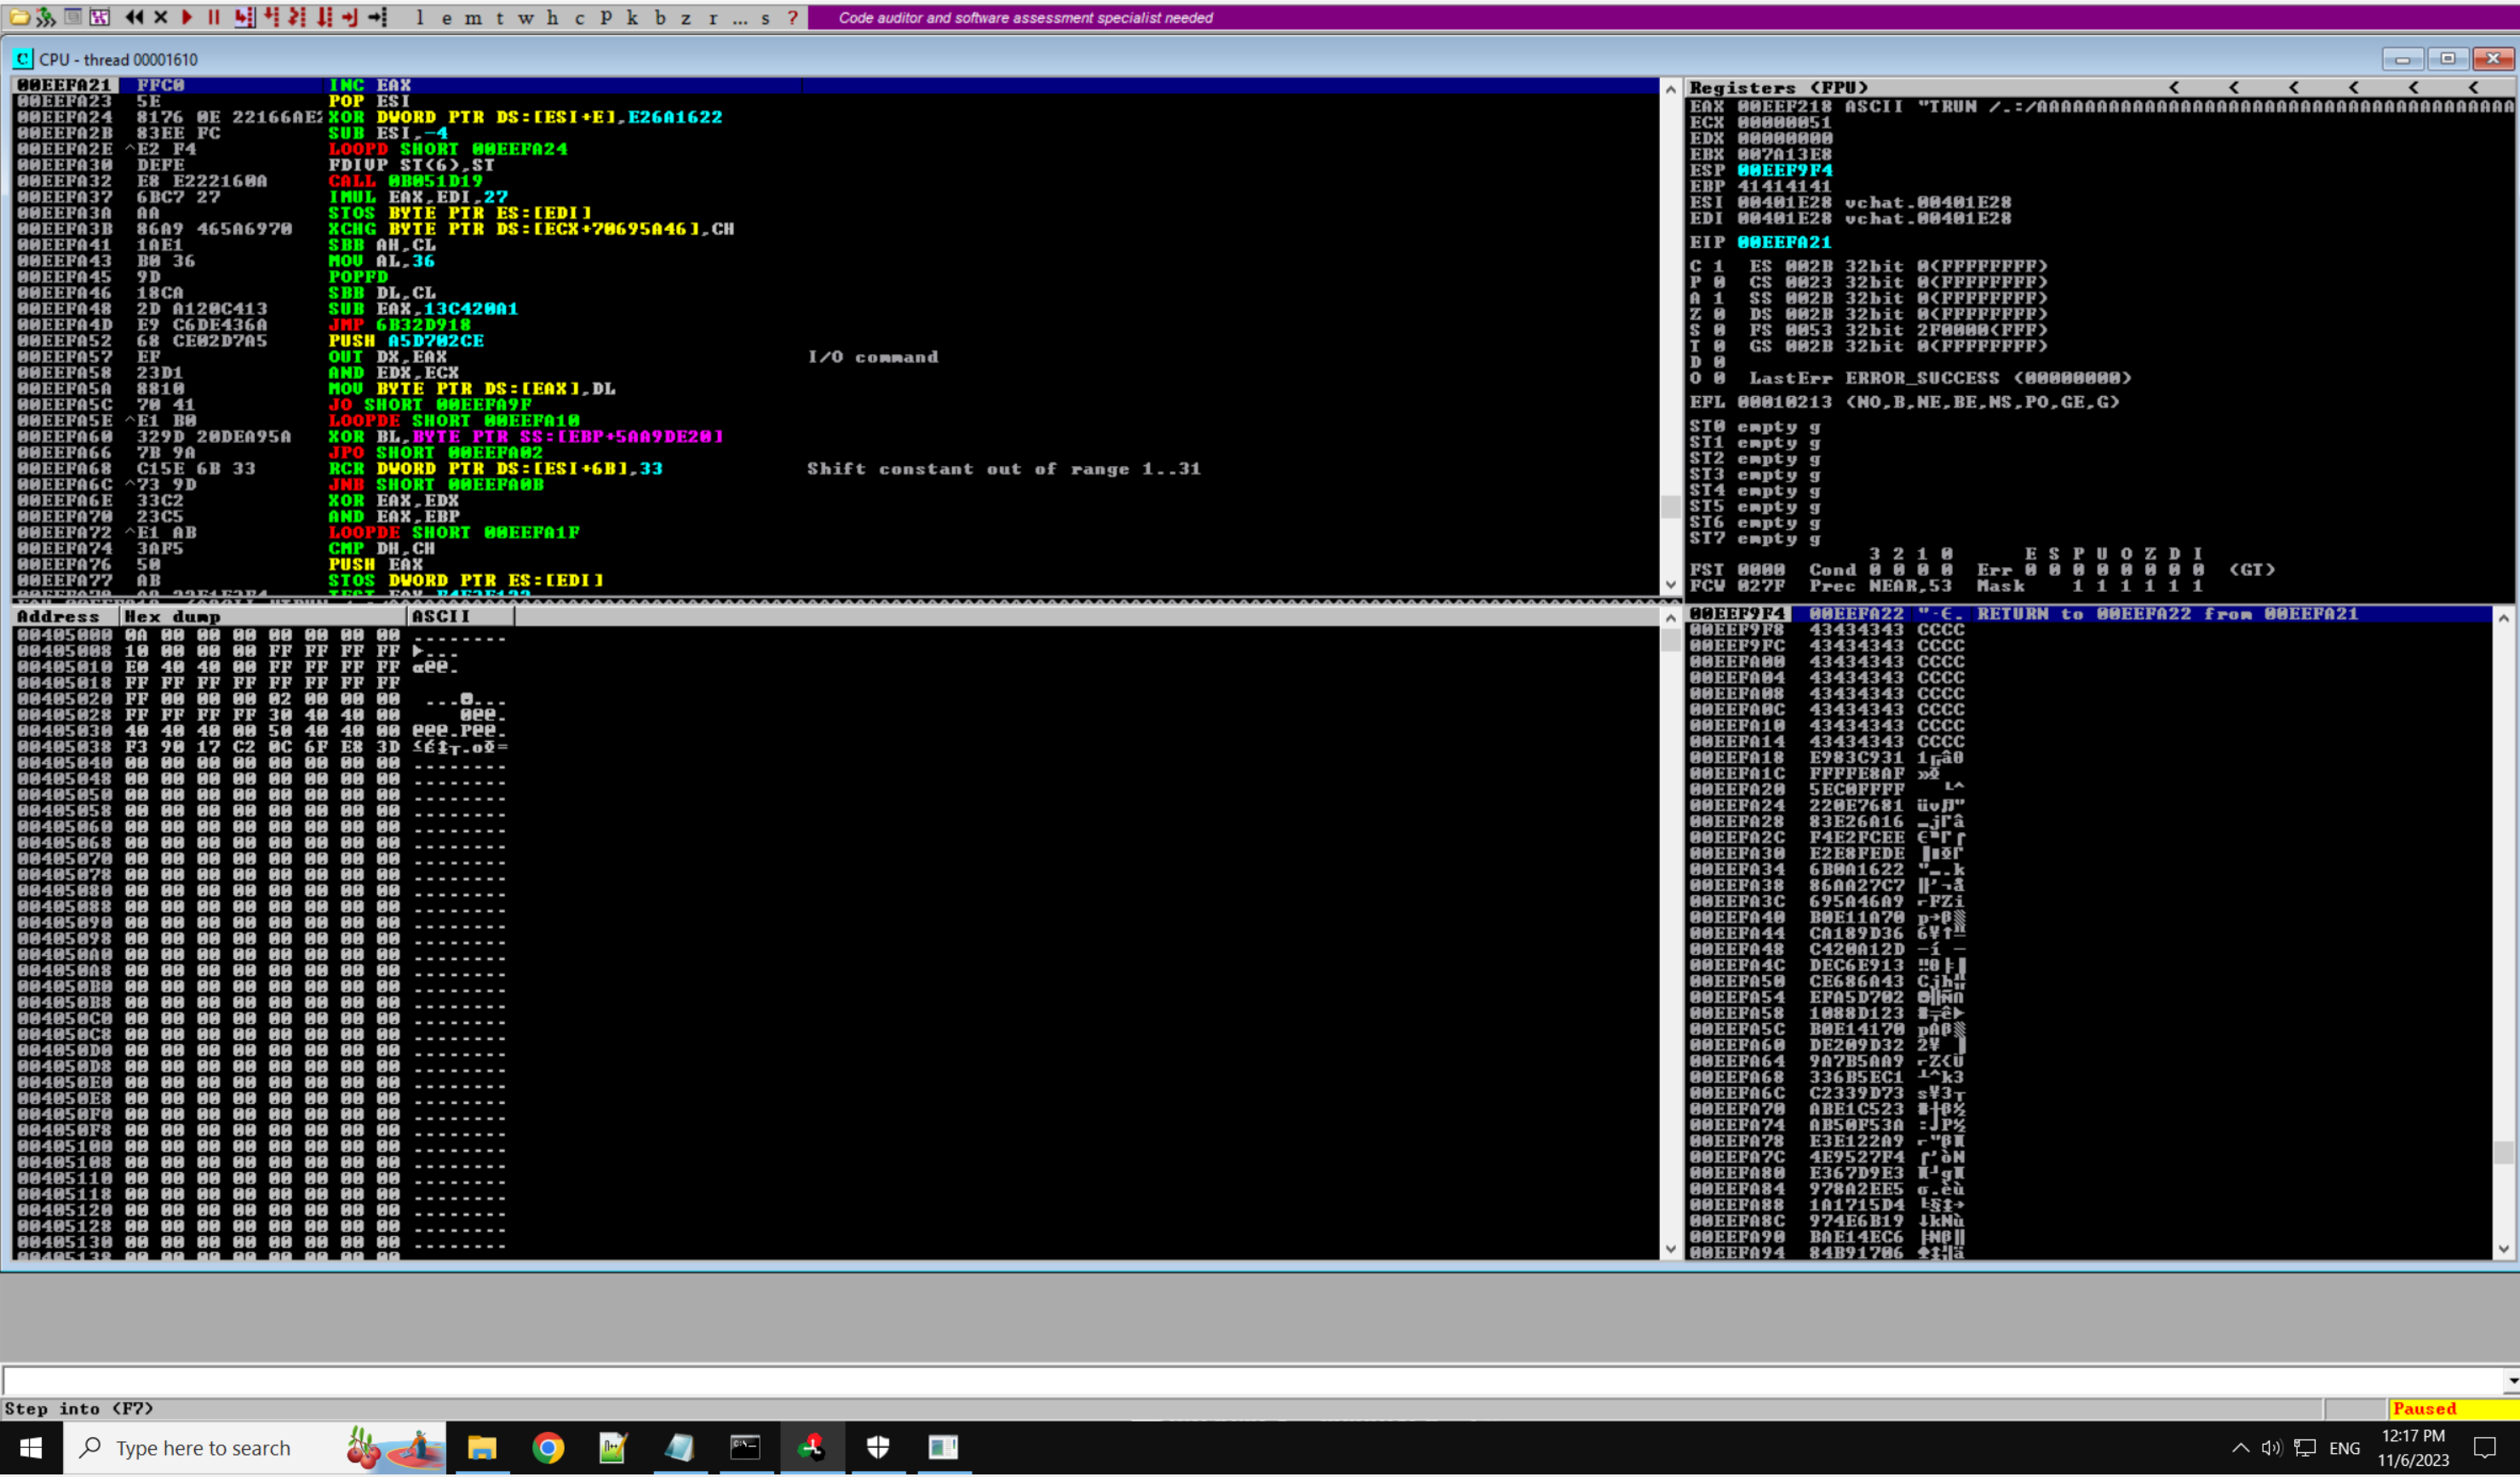 l e m t w h c P k b z r ... s ?
Code auditor and software assessment specialist needed
C CPU - thread 00001610
00EEFA21 FFC0 INC EAX
00EEFA23 5E POP ESI
00EEFA24 8176 0E 22166AE2 XOR DWORD PTR DS:[ESI+E],E26A1622
00EEFA2B 83EE FC SUB ESI,-4
00EEFA2E ^E2 F4 LOOPD SHORT 00EEFA24
00EEFA30 DEFE FDIVP ST(6),ST
00EEFA32 E8 E222160A CALL 0B051D19
00EEFA37 6BC7 27 IMUL EAX,EDI,27
00EEFA3A AA STOS BYTE PTR ES:[EDI]
00EEFA3B 86A9 465A6970 XCHG BYTE PTR DS:[ECX+70695A46],CH
00EEFA41 1AE1 SBB AH,CL
00EEFA43 B0 36 MOV AL,36
00EEFA45 9D POPFD
00EEFA46 18CA SBB DL,CL
00EEFA48 2D A120C413 SUB EAX,13C420A1
00EEFA4D E9 C6DE436A JMP 6B32D918
00EEFA52 68 CE02D7A5 PUSH A5D702CE
00EEFA57 EF OUT DX,EAX I/O command
00EEFA58 23D1 AND EDX,ECX
00EEFA5A 8810 MOV BYTE PTR DS:[EAX],DL
00EEFA5C 70 41 JO SHORT 00EEFA9F
00EEFA5E ^E1 B0 LOOPDE SHORT 00EEFA10
00EEFA60 329D 20DEA95A XOR BL,BYTE PTR SS:[EBP+5AA9DE20]
00EEFA66 7B 9A JPO SHORT 00EEFA02
00EEFA68 C15E 6B 33 RCR DWORD PTR DS:[ESI+6B],33 Shift constant out of range 1..31
00EEFA6C ^73 9D JNB SHORT 00EEFA0B
00EEFA6E 33C2 XOR EAX,EDX
00EEFA70 23C5 AND EAX,EBP
00EEFA72 ^E1 AB LOOPDE SHORT 00EEFA1F
00EEFA74 3AF5 CMP DH,CH
00EEFA76 50 PUSH EAX
00EEFA77 AB STOS DWORD PTR ES:[EDI]
Registers (FPU) < < < < < <
EAX 00EEF218 ASCII "TRUN /.:/AAAAAAAAAAAAAAAAAAAAAAAAAAAAAAAAAAAAAAAA
ECX 00000051
EDX 00000000
EBX 007A13E8
ESP 00EEF9F4
EBP 41414141
ESI 00401E28 vchat.00401E28
EDI 00401E28 vchat.00401E28
EIP 00EEFA21
C 1 ES 002B 32bit 0(FFFFFFFF)
P 0 CS 0023 32bit 0(FFFFFFFF)
A 1 SS 002B 32bit 0(FFFFFFFF)
Z 0 DS 002B 32bit 0(FFFFFFFF)
S 0 FS 0053 32bit 2F0000(FFF)
T 0 GS 002B 32bit 0(FFFFFFFF)
D 0
O 0 LastErr ERROR_SUCCESS (00000000)
EFL 00010213 (NO,B,NE,BE,NS,PO,GE,G)
ST0 empty g
ST1 empty g
ST2 empty g
ST3 empty g
ST4 empty g
ST5 empty g
ST6 empty g
ST7 empty g
3 2 1 0 E S P U O Z D I
FST 0000 Cond 0 0 0 0 Err 0 0 0 0 0 0 0 0 (GT)
FCW 027F Prec NEAR,53 Mask 1 1 1 1 1 1
Address Hex dump ASCII
00405000 0A 00 00 00 00 00 00 00 ........
00405008 10 00 00 00 FF FF FF FF ►...
00405010 E0 40 40 00 FF FF FF FF α@@.
00405018 FF FF FF FF FF FF FF FF
00405020 FF 00 00 00 02 00 00 00 ...☻...
00405028 FF FF FF FF 30 40 40 00 0@@.
00405030 40 40 40 00 50 40 40 00 @@@.P@@.
00405038 F3 90 17 C2 0C 6F E8 3D ≤É↨┬.oΦ=
00405040 00 00 00 00 00 00 00 00 ........
00405048 00 00 00 00 00 00 00 00 ........
00405050 00 00 00 00 00 00 00 00 ........
00405058 00 00 00 00 00 00 00 00 ........
00405060 00 00 00 00 00 00 00 00 ........
00405068 00 00 00 00 00 00 00 00 ........
00405070 00 00 00 00 00 00 00 00 ........
00405078 00 00 00 00 00 00 00 00 ........
00405080 00 00 00 00 00 00 00 00 ........
00405088 00 00 00 00 00 00 00 00 ........
00405090 00 00 00 00 00 00 00 00 ........
00405098 00 00 00 00 00 00 00 00 ........
004050A0 00 00 00 00 00 00 00 00 ........
004050A8 00 00 00 00 00 00 00 00 ........
004050B0 00 00 00 00 00 00 00 00 ........
004050B8 00 00 00 00 00 00 00 00 ........
004050C0 00 00 00 00 00 00 00 00 ........
004050C8 00 00 00 00 00 00 00 00 ........
004050D0 00 00 00 00 00 00 00 00 ........
004050D8 00 00 00 00 00 00 00 00 ........
004050E0 00 00 00 00 00 00 00 00 ........
004050E8 00 00 00 00 00 00 00 00 ........
004050F0 00 00 00 00 00 00 00 00 ........
004050F8 00 00 00 00 00 00 00 00 ........
00405100 00 00 00 00 00 00 00 00 ........
00405108 00 00 00 00 00 00 00 00 ........
00405110 00 00 00 00 00 00 00 00 ........
00405118 00 00 00 00 00 00 00 00 ........
00405120 00 00 00 00 00 00 00 00 ........
00405128 00 00 00 00 00 00 00 00 ........
00405130 00 00 00 00 00 00 00 00 ........
00EEF9F4 00EEFA22 "·ε. RETURN to 00EEFA22 from 00EEFA21
00EEF9F8 43434343 CCCC
00EEF9FC 43434343 CCCC
00EEFA00 43434343 CCCC
00EEFA04 43434343 CCCC
00EEFA08 43434343 CCCC
00EEFA0C 43434343 CCCC
00EEFA10 43434343 CCCC
00EEFA14 43434343 CCCC
00EEFA18 E983C931 1╔âΘ
00EEFA1C FFFFE8AF »Φ
00EEFA20 5EC0FFFF └^
00EEFA24 220E7681 üv♫"
00EEFA28 83E26A16 ▬jΓâ
00EEFA2C F4E2FCEE εⁿΓ⌠
00EEFA30 E2E8FEDE ▐■ΦΓ
00EEFA34 6B0A1622 "▬.k
00EEFA38 86AA27C7 ╟'¬å
00EEFA3C 695A46A9 ⌐FZi
00EEFA40 B0E11A70 p→ß░
00EEFA44 CA189D36 6¥↑╩
00EEFA48 C420A12D -í ─
00EEFA4C DEC6E913 ‼Θ╞▐
00EEFA50 CE686A43 Cjh╬
00EEFA54 EFA5D702 ☻╫Ñ∩
00EEFA58 1088D123 #╤ê►
00EEFA5C B0E14170 pAß░
00EEFA60 DE209D32 2¥ ▐
00EEFA64 9A7B5AA9 ⌐Z{Ü
00EEFA68 336B5EC1 ┴^k3
00EEFA6C C2339D73 s¥3┬
00EEFA70 ABE1C523 #┼ß½
00EEFA74 AB50F53A :⌡P½
00EEFA78 E3E122A9 ⌐"ßπ
00EEFA7C 4E9527F4 ⌠'òN
00EEFA80 E367D9E3 π┘gπ
00EEFA84 978A2EE5 σ.èù
00EEFA88 1A1715D4 ╘§↨→
00EEFA8C 974E6B19 ↓kNù
00EEFA90 BAE14EC6 ╞Nß║
00EEFA94 84B91706 ♠↨╣ä
Step into (F7)
Paused
Type here to search
ENG
12:17 PM
11/6/2023